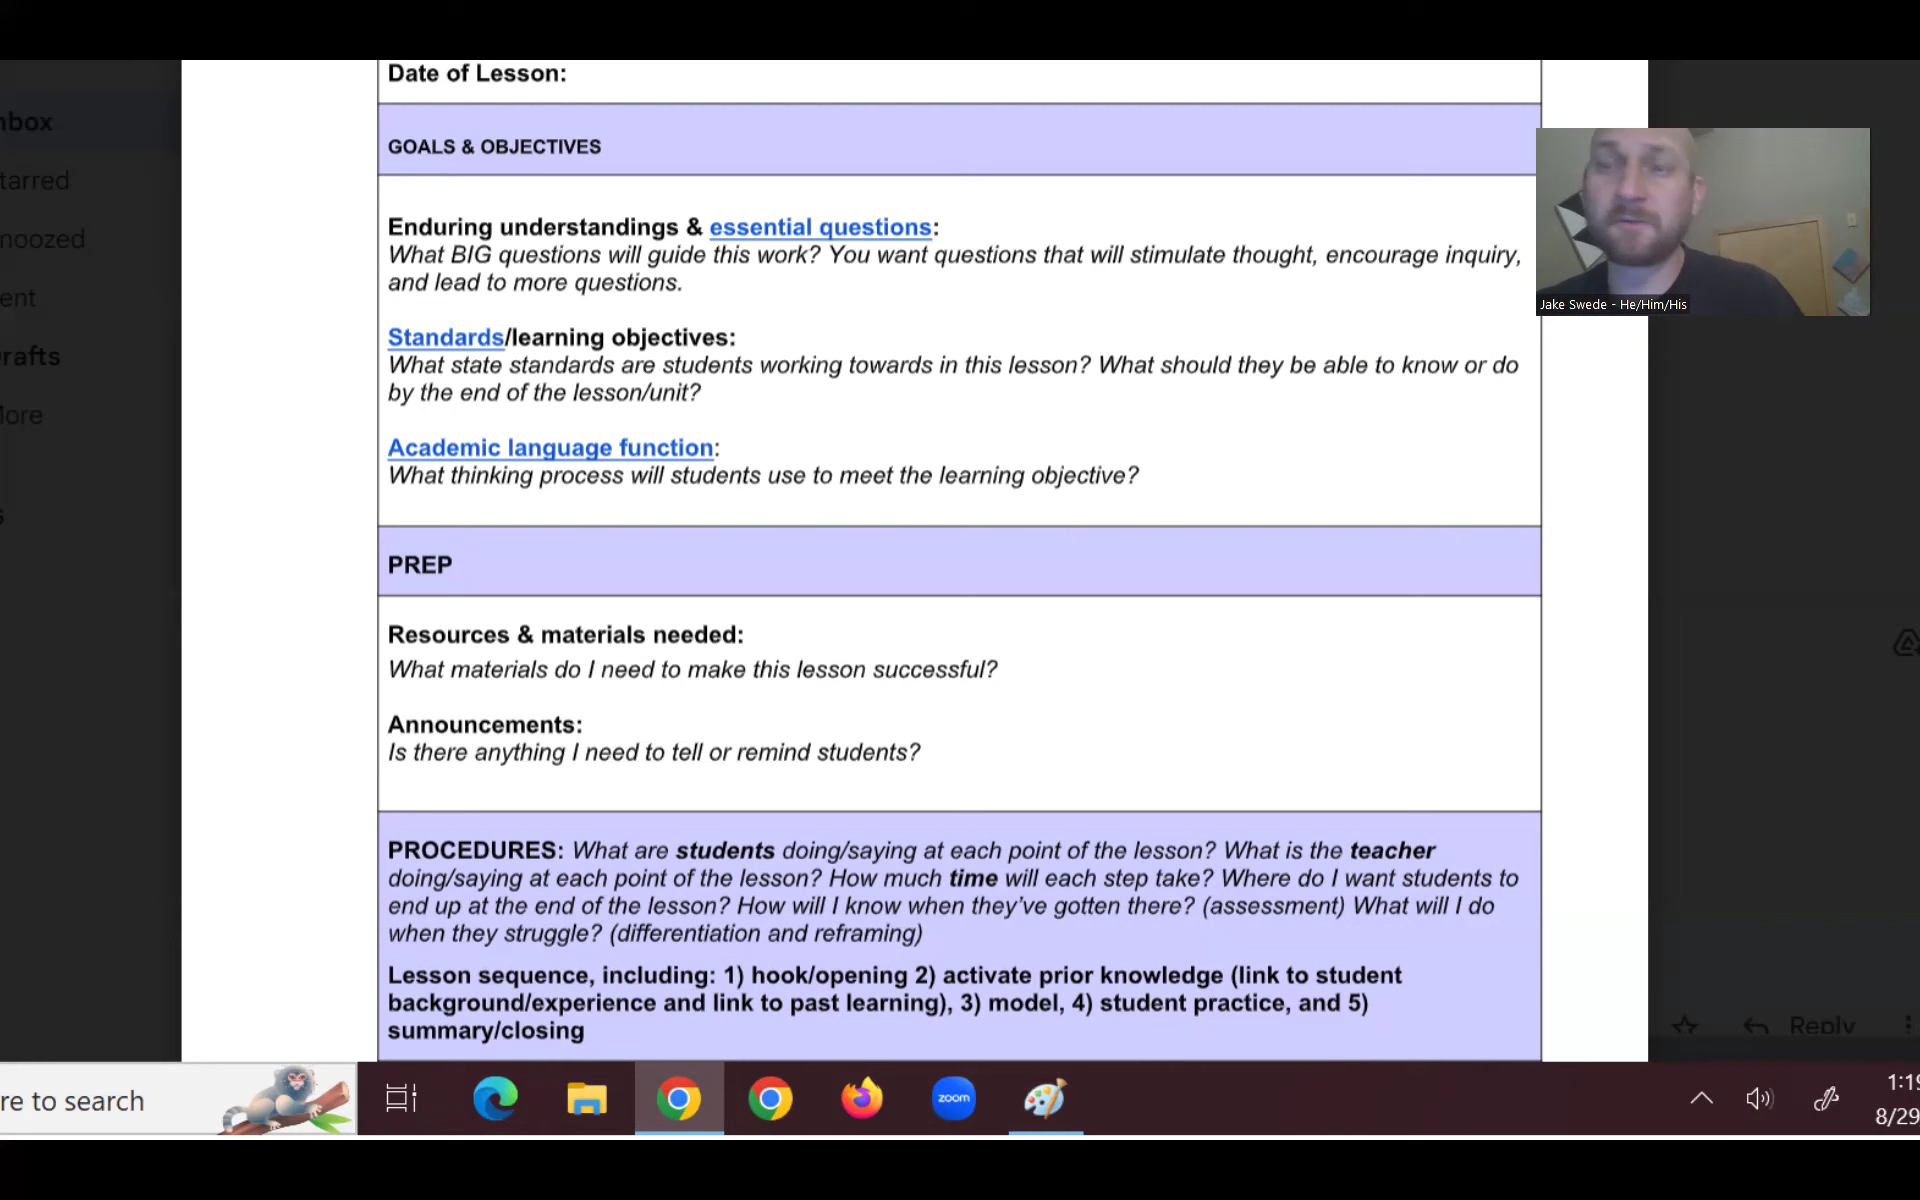 Date of Lesson:
GOALS & OBJECTIVES
Enduring understandings & essential questions:
What BIG questions will guide this work? You want questions that will stimulate thought, encourage inquiry,
and lead to more questions.
Standards/learning objectives:
What state standards are students working towards in this lesson? What should they be able to know or do
by the end of the lesson/unit?
Academic language function:
What thinking process will students use to meet the learning objective?
PREP
Resources & materials needed:
What materials do I need to make this lesson successful?
Announcements:
Is there anything I need to tell or remind students?
PROCEDURES: What are students doing/saying at each point of the lesson? What is the teacher
doing/saying at each point of the lesson? How much time will each step take? Where do I want students to
end up at the end of the lesson? How will I know when they've gotten there? (assessment) What will I do
when they struggle? (differentiation and reframing)
Lesson sequence, including: 1) hook/opening 2) activate prior knowledge (link to student
background/experience and link to past learning), 3) model, 4) student practice, and 5)
summary/closing
nbox
tarred
noozed
ent
rafts
More
s
Jake Swede - He/Him/His
Reply
re to search
zoom
1:19
8/29